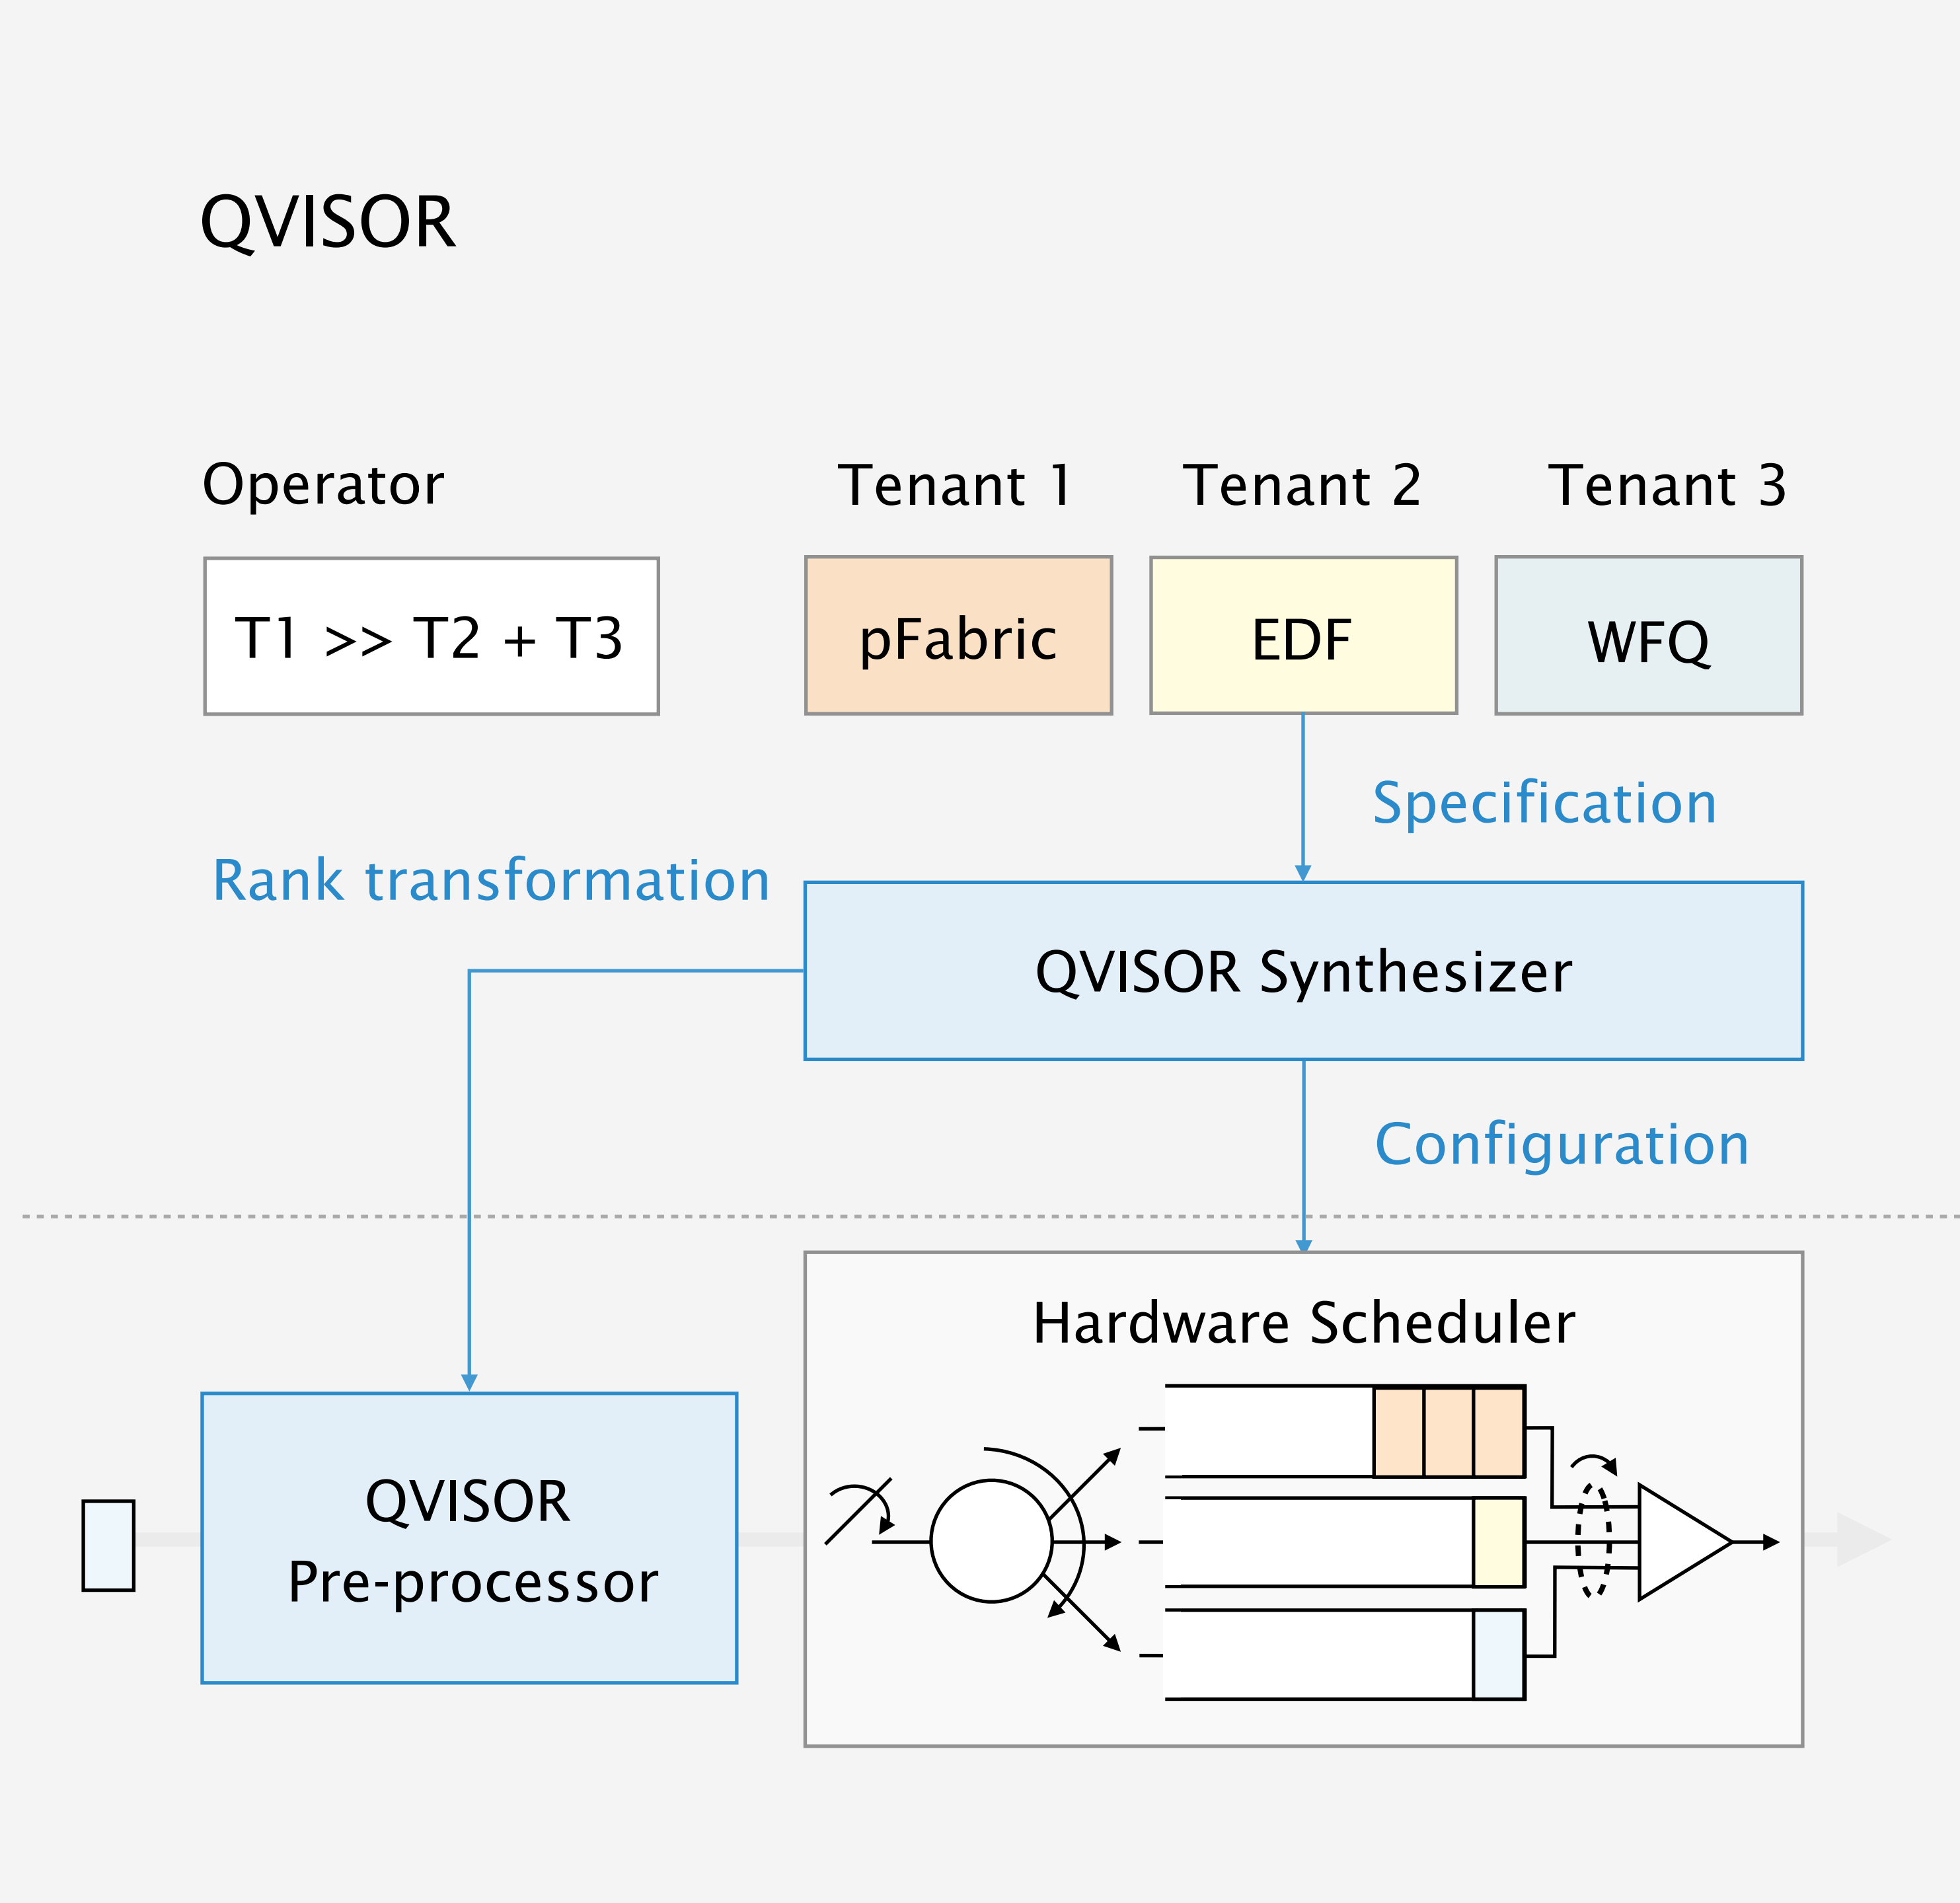 QVISOR
Operator
Tenant 1
Tenant 2
Tenant 3
T1 >> T2 + T3
pFabric
EDF
WFQ
Specification
Rank transformation
QVISOR Synthesizer
Configuration
Hardware Scheduler
QVISOR
Pre-processor